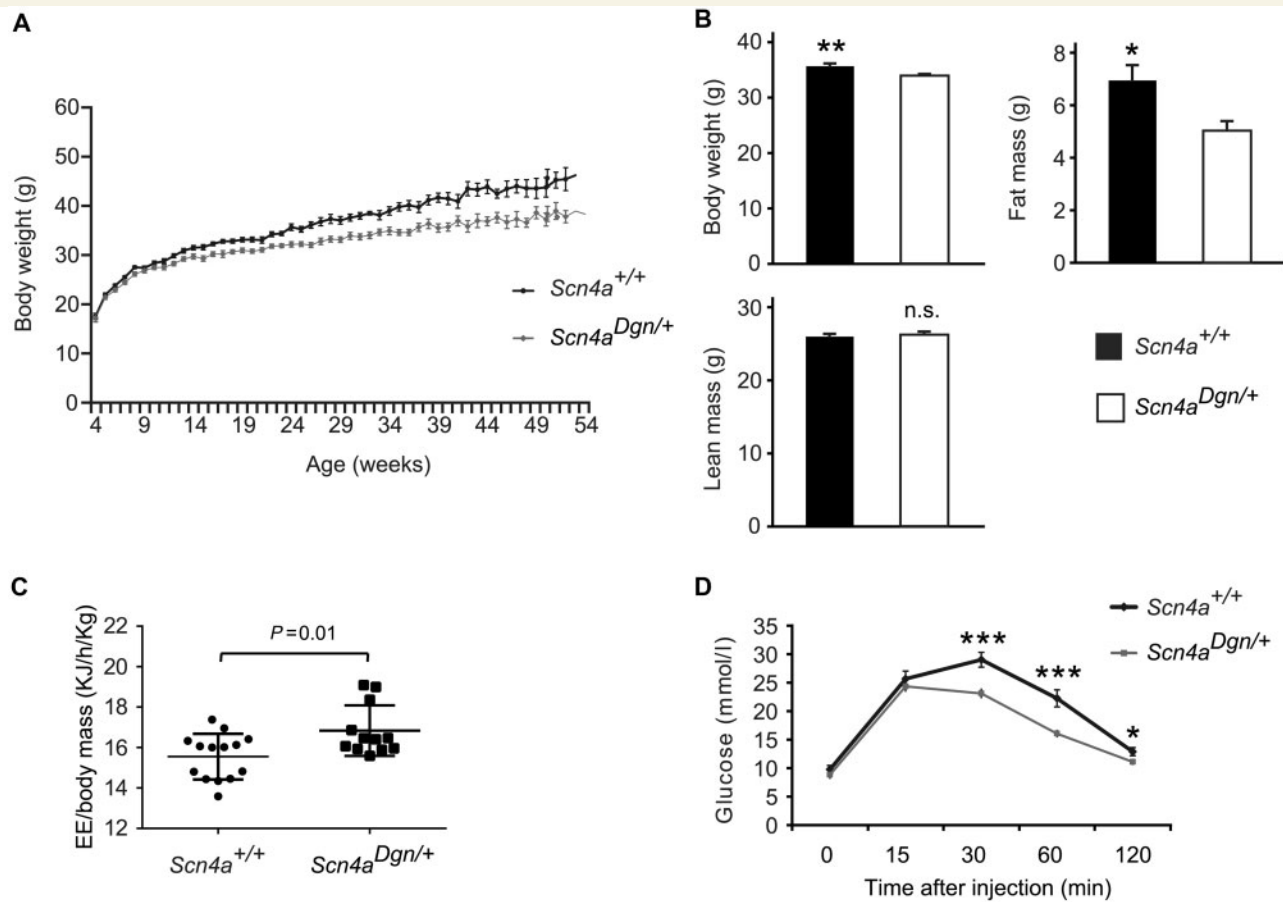 A
Body weight (g)
60
50
40
30
20
30
0
4 9 14 19 24 29 34 39 44 49 54
Age (weeks)
Scn4a+/+
Scn4aDgn/+
B
Body weight (g)
40
30
20
10
0
**
Fat mass (g)
8
6
4
2
0
*
Lean mass (g)
30
20
10
0
n.s.
Scn4a+/+
Scn4aDgn/+
C
EE/body mass (KJ/h/Kg)
22
20
18
16
14
12
P=0.01
Scn4a+/+
Scn4aDgn/+
D
Glucose (mmol/l)
35
30
25
20
15
10
5
0
***
***
*
0 15 30 60 120
Time after injection (min)
Scn4a+/+
Scn4aDgn/+